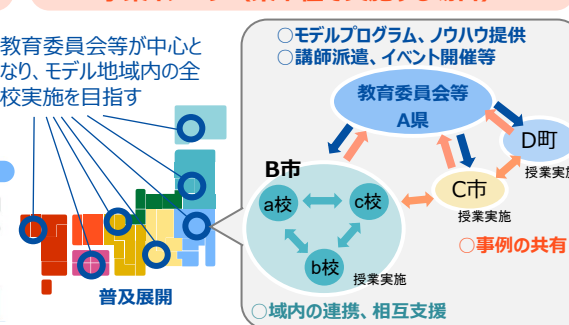 教育委員会等が中心と
なり、モデル地域内の全
校実施を目指す
普及展開
○モデルプログラム、ノウハウ提供
○講師派遣、イベント開催等
教育委員会等
A県
D町
授業実施
B市
C市
授業実施
a校
c校
b校
授業実施
○事例の共有
○域内の連携、相互支援